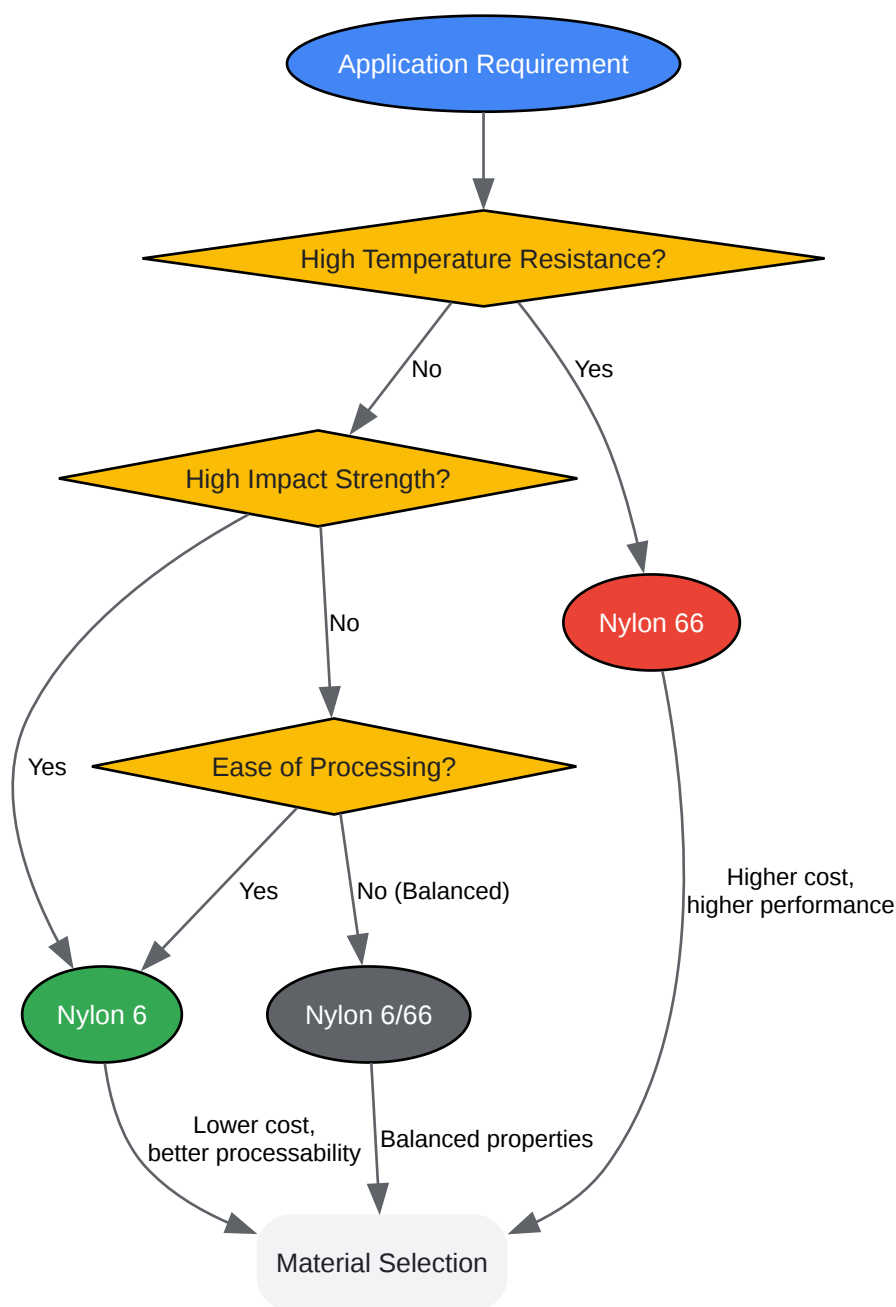 Application Requirement
High Temperature Resistance?
No
Yes
High Impact Strength?
No
Nylon 66
Yes
Ease of Processing?
Yes
No (Balanced)
Higher cost,
higher performance
Nylon 6
Nylon 6/66
Lower cost,
better processability
Balanced properties
Material Selection